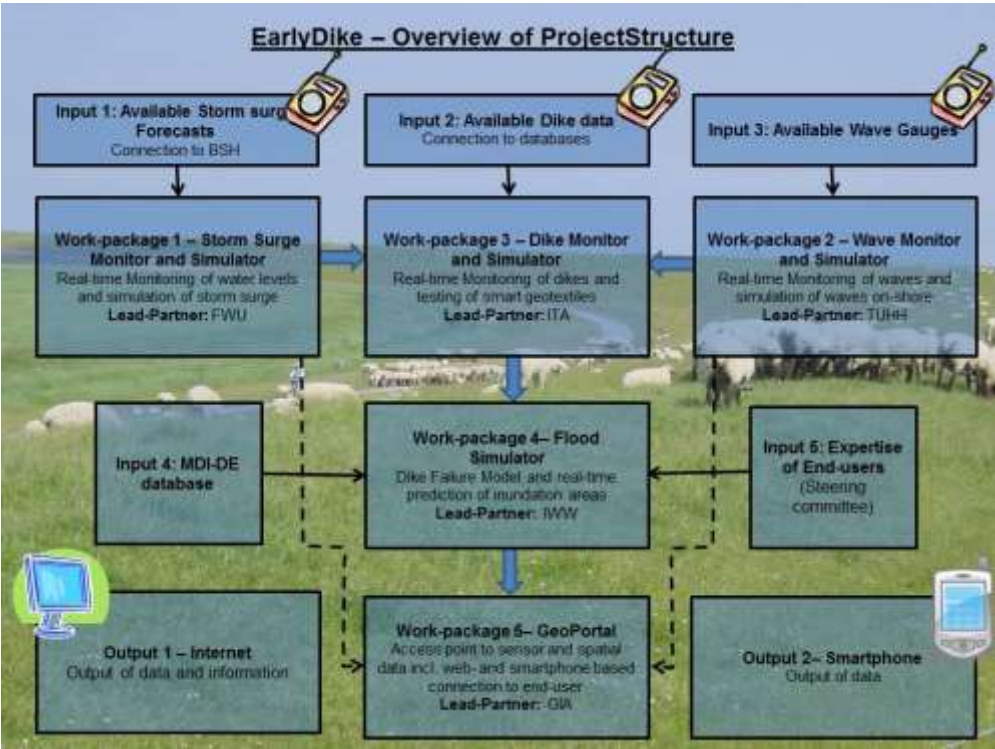 EarlyDike – Overview of ProjectStructure
Input 1: Available Storm surg
Forecasts
Connection to BSH
Input 2: Available Dike data
Connection to databases
Input 3: Available Wave Gauges
Work-package 1 – Storm Surge
Monitor and Simulator
Real-time Monitoring of water levels
and simulation of storm surge
Lead-Partner: FWU
Work-package 3 – Dike Monitor
and Simulator
Real-time Monitoring of dikes and
testing of smart geotextiles
Lead-Partner: ITA
Work-package 2 – Wave Monitor
and Simulator
Real-time Monitoring of waves and
simulation of waves on-shore
Lead-Partner: TUHH
Input 4: MDI-DE
database
Work-package 4– Flood
Simulator
Dike Failure Model and real-time
prediction of inundation areas
Lead-Partner: IWW
Input 5: Expertise
of End-users
(Steering
committee)
Output 1 – Internet
Output of data and information
Work-package 5– GeoPortal
Access point to sensor and spatial
data incl. web- and smartphone based
connection to end-user
Lead-Partner: GIA
Output 2– Smartphone
Output of data